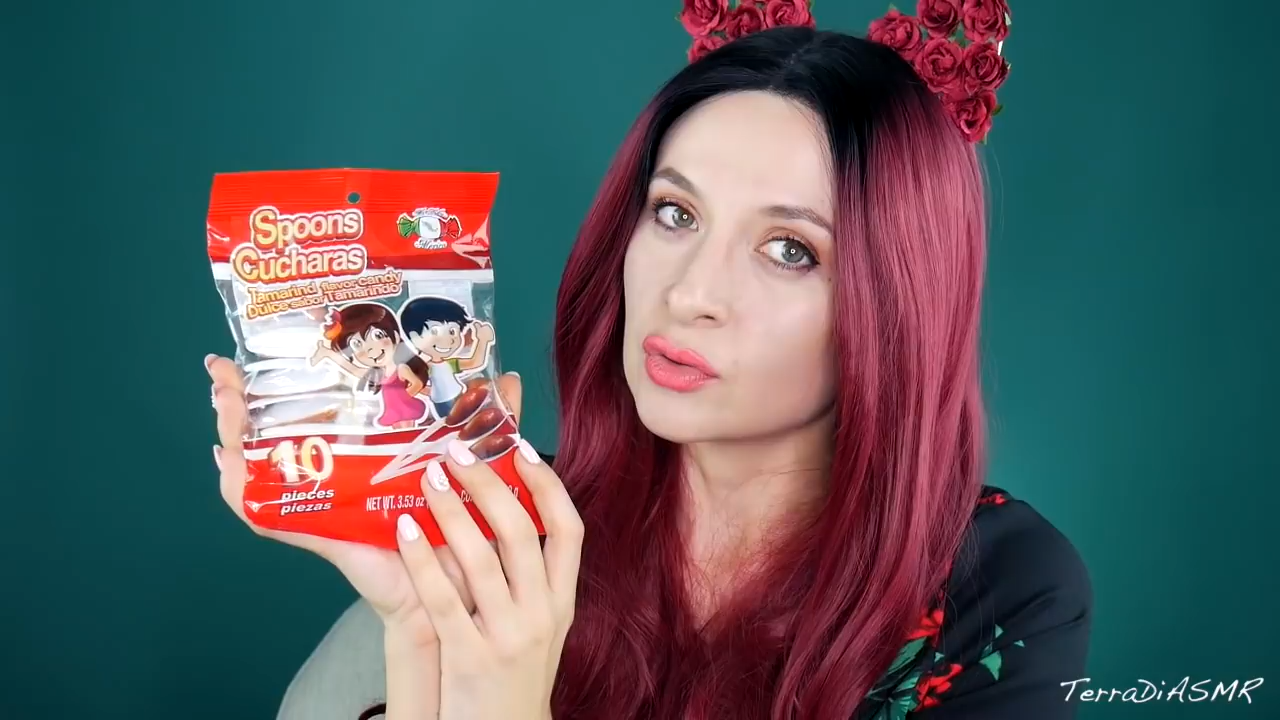 Spoons
Cucharas
Tamarind flavor candy
Dulce sabor Tamarindo
10
pieces
piezas
NET WT. 3.53 oz
TerraDiASMR